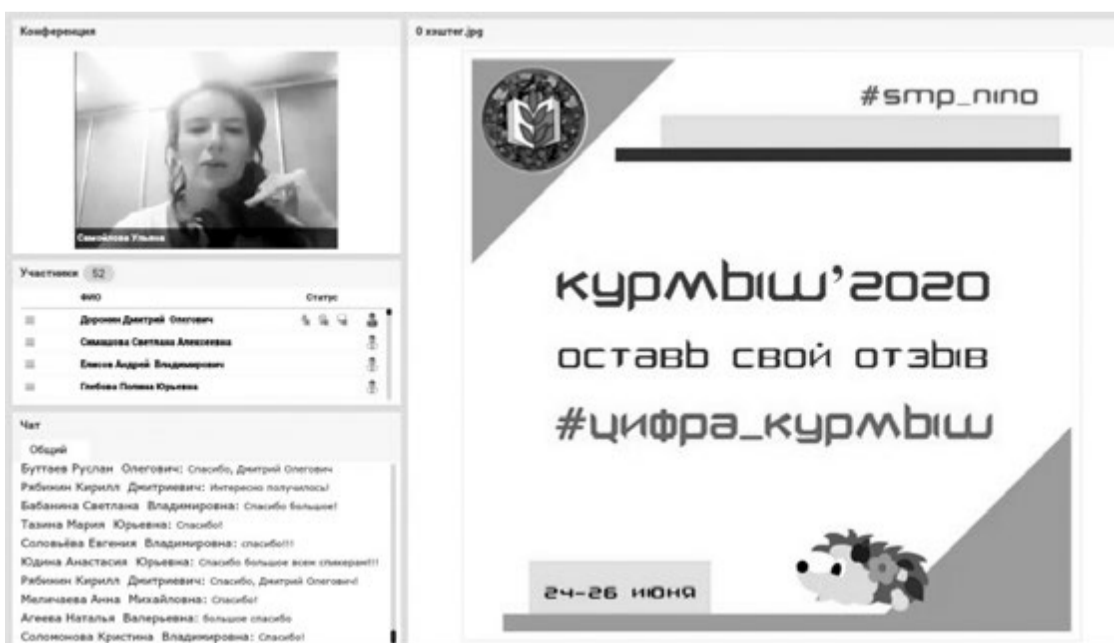 Конференция
Самойлова Ульяна
Участники 52
ФИО Статус
Доронин Дмитрий Олегович
Симашова Светлана Алексеевна
Елисов Андрей Владимирович
Глебова Полина Юрьевна
Чат
Общий
Буттаев Руслан Олегович: Спасибо, Дмитрий Олегович
Рябинин Кирилл Дмитриевич: Интересно получилось!
Бабанина Светлана Владимировна: Спасибо большое!
Тазина Мария Юрьевна: Спасибо!
Соловьёва Евгения Владимировна: спасибо!!!
Юдина Анастасия Юрьевна: Спасибо большое всем спикерам!!!
Рябинин Кирилл Дмитриевич: Спасибо, Дмитрий Олегович!
Меличаева Анна Михайловна: Спасибо!
Агеева Наталья Валерьевна: большое спасибо
Соломонова Кристина Владимировна: Спасибо!
0 хэштег.jpg
#smp_nino
курмыш'2020
оставь свой отзыв
#цифра_курмыш
24-26 июня